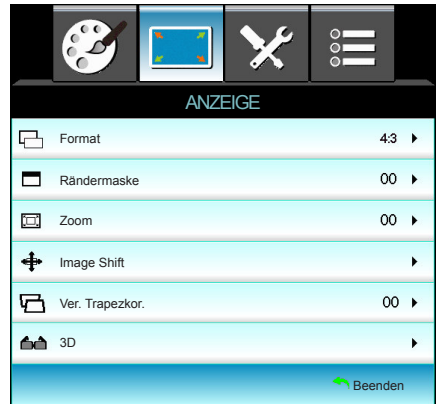 ANZEIGE
Format 4:3
Rändermaske 00
Zoom 00
Image Shift
Ver. Trapezkor. 00
3D
Beenden